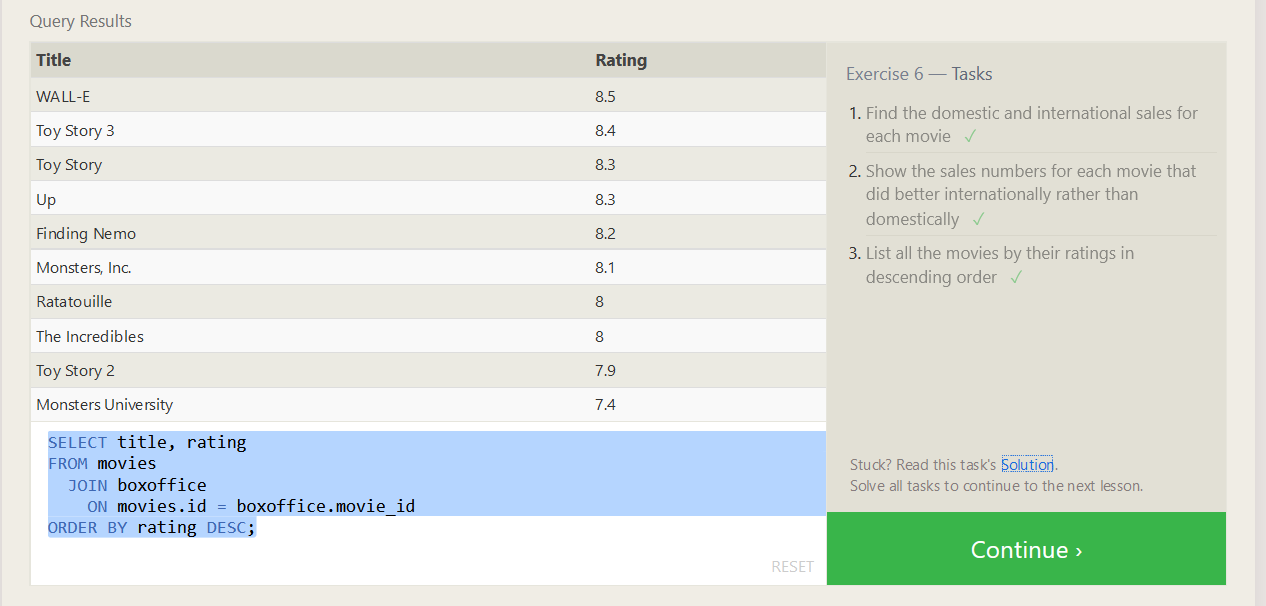 Query Results
Title Rating
WALL-E 8.5
Toy Story 3 8.4
Toy Story 8.3
Up 8.3
Finding Nemo 8.2
Monsters, Inc. 8.1
Ratatouille 8
The Incredibles 8
Toy Story 2 7.9
Monsters University 7.4
SELECT title, rating
FROM movies
  JOIN boxoffice
    ON movies.id = boxoffice.movie_id
ORDER BY rating DESC;
RESET
Exercise 6 — Tasks
1. Find the domestic and international sales for
each movie ✓
2. Show the sales numbers for each movie that
did better internationally rather than
domestically ✓
3. List all the movies by their ratings in
descending order ✓
Stuck? Read this task's Solution.
Solve all tasks to continue to the next lesson.
Continue ›